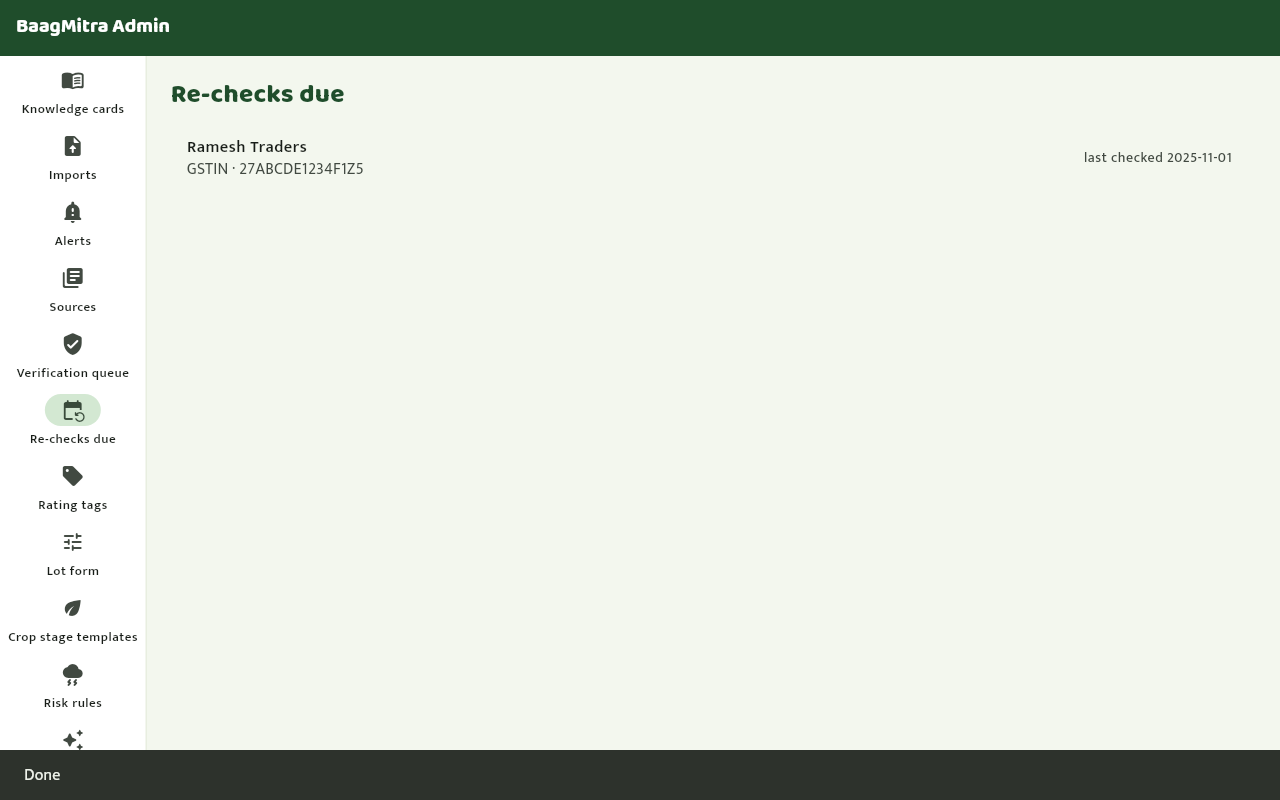 BaagMitra Admin
Knowledge cards
Imports
Alerts
Sources
Verification queue
Re-checks due
Rating tags
Lot form
Crop stage templates
Risk rules
Re-checks due
Ramesh Traders
GSTIN · 27ABCDE1234F1Z5
last checked 2025-11-01
Done